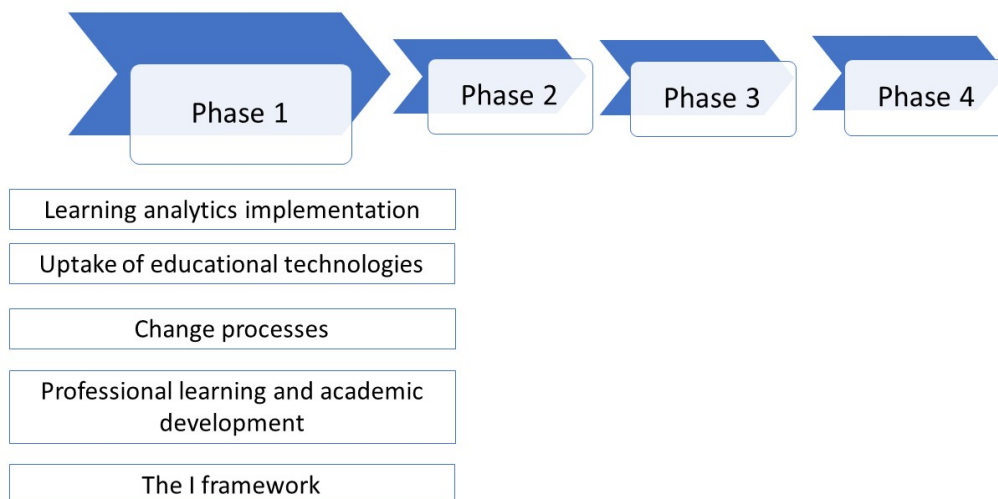 Phase 1
Phase 2
Phase 3
Phase 4
Learning analytics implementation
Uptake of educational technologies
Change processes
Professional learning and academic
development
The I framework